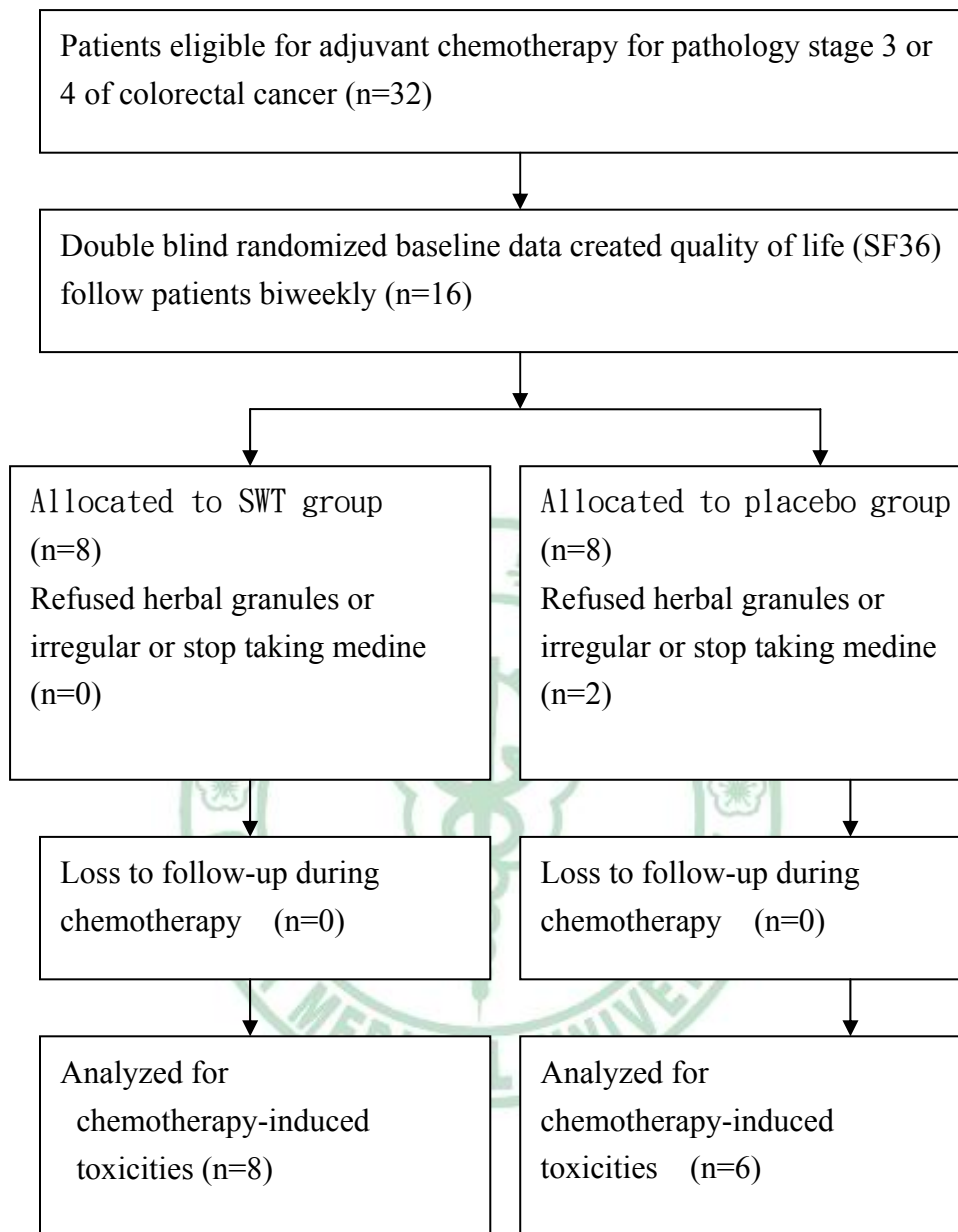 Patients eligible for adjuvant chemotherapy for pathology stage 3 or
4 of colorectal cancer (n=32)
Double blind randomized baseline data created quality of life (SF36)
follow patients biweekly (n=16)
Allocated to SWT group
(n=8)
Refused herbal granules or
irregular or stop taking medine
(n=0)
Allocated to placebo group
(n=8)
Refused herbal granules or
irregular or stop taking medine
(n=2)
Loss to follow-up during
chemotherapy (n=0)
Loss to follow-up during
chemotherapy (n=0)
Analyzed for
chemotherapy-induced
toxicities (n=8)
Analyzed for
chemotherapy-induced
toxicities (n=6)